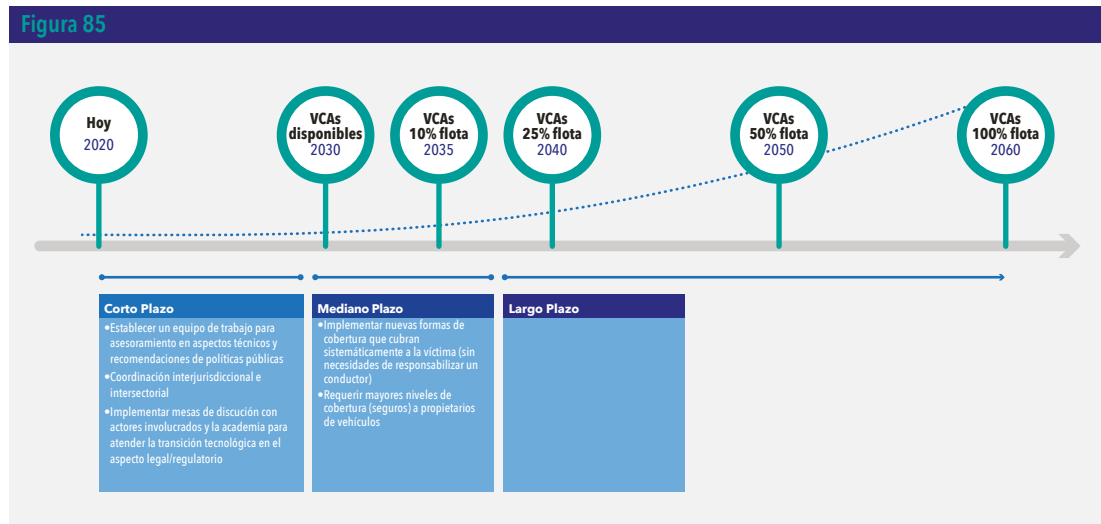 Figura 85
Hoy
2020
VCAs
disponibles
2030
VCAs
10% flota
2035
VCAs
25% flota
2040
VCAs
50% flota
2050
VCAs
100% flota
2060
Corto Plazo
•Establecer un equipo de trabajo para
asesoramiento en aspectos técnicos y
recomendaciones de políticas públicas
•Coordinación interjurisdiccional e
intersectorial
•Implementar mesas de discución con
actores involucrados y la academia para
atender la transición tecnológica en el
aspecto legal/regulatorio
Mediano Plazo
•Implementar nuevas formas de
cobertura que cubran
sistemáticamente a la víctima (sin
necesidades de responsabilizar un
conductor)
•Requerir mayores niveles de
cobertura (seguros) a propietarios
de vehículos
Largo Plazo